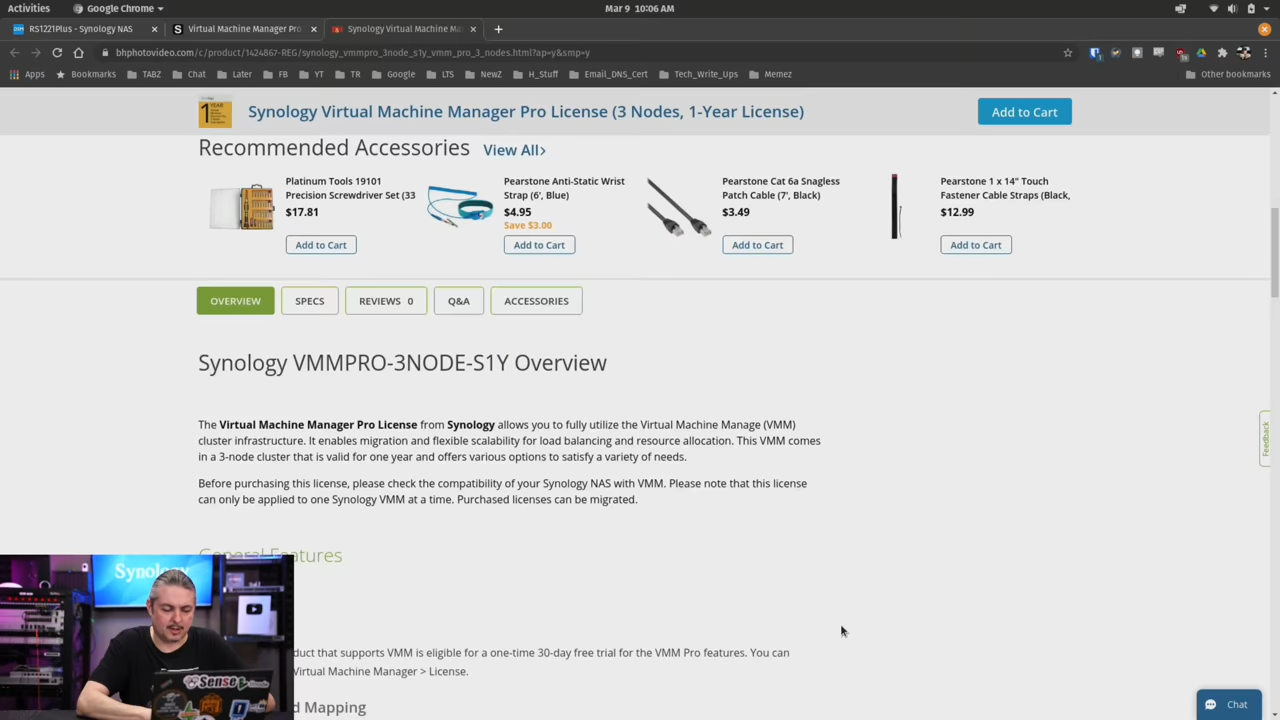 Activities
Google Chrome
Mar 9 10:06 AM
RS1221Plus - Synology NAS
Virtual Machine Manager Pro
Synology Virtual Machine Ma
bhphotovideo.com/c/product/1424867-REG/synology_vmmpro_3node_s1y_vmm_pro_3_nodes.html?ap=y&smp=y
Apps
Bookmarks
TABZ
Chat
Later
FB
YT
TR
Google
LTS
NewZ
H_Stuff
Email_DNS_Cert
Tech_Write_Ups
Memez
Other bookmarks
1 YEAR
Synology Virtual Machine Manager Pro License (3 Nodes, 1-Year License)
Add to Cart
Recommended Accessories
View All>
Platinum Tools 19101
Precision Screwdriver Set (33
$17.81
Add to Cart
Pearstone Anti-Static Wrist
Strap (6', Blue)
$4.95
Save $3.00
Add to Cart
Pearstone Cat 6a Snagless
Patch Cable (7', Black)
$3.49
Add to Cart
Pearstone 1 x 14" Touch
Fastener Cable Straps (Black,
$12.99
Add to Cart
OVERVIEW
SPECS
REVIEWS 0
Q&A
ACCESSORIES
Synology VMMPRO-3NODE-S1Y Overview
The Virtual Machine Manager Pro License from Synology allows you to fully utilize the Virtual Machine Manage (VMM)
cluster infrastructure. It enables migration and flexible scalability for load balancing and resource allocation. This VMM comes
in a 3-node cluster that is valid for one year and offers various options to satisfy a variety of needs.
Before purchasing this license, please check the compatibility of your Synology NAS with VMM. Please note that this license
can only be applied to one Synology VMM at a time. Purchased licenses can be migrated.
General Features
duct that supports VMM is eligible for a one-time 30-day free trial for the VMM Pro features. You can
Virtual Machine Manager > License.
d Mapping
Feedback
Chat
Synology
Sense